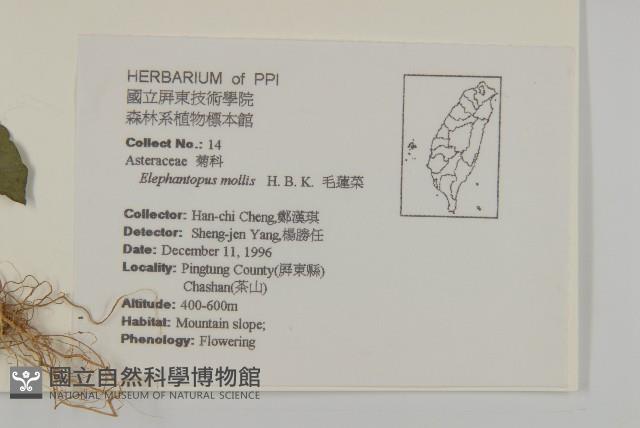 HERBARIUM of PPI
國立屏東技術學院
森林系植物標本館
Collect No.: 14
Asteraceae 菊科
Elephantopus mollis H. B. K. 毛蓮菜
Collector: Han-chi Cheng,鄭漢琪
Detector: Sheng-jen Yang,楊勝任
Date: December 11, 1996
Locality: Pingtung County(屏東縣)
Chashan(茶山)
Altitude: 400-600m
Habitat: Mountain slope;
Phenology: Flowering
國立自然科學博物館
NATIONAL MUSEUM OF NATURAL SCIENCE